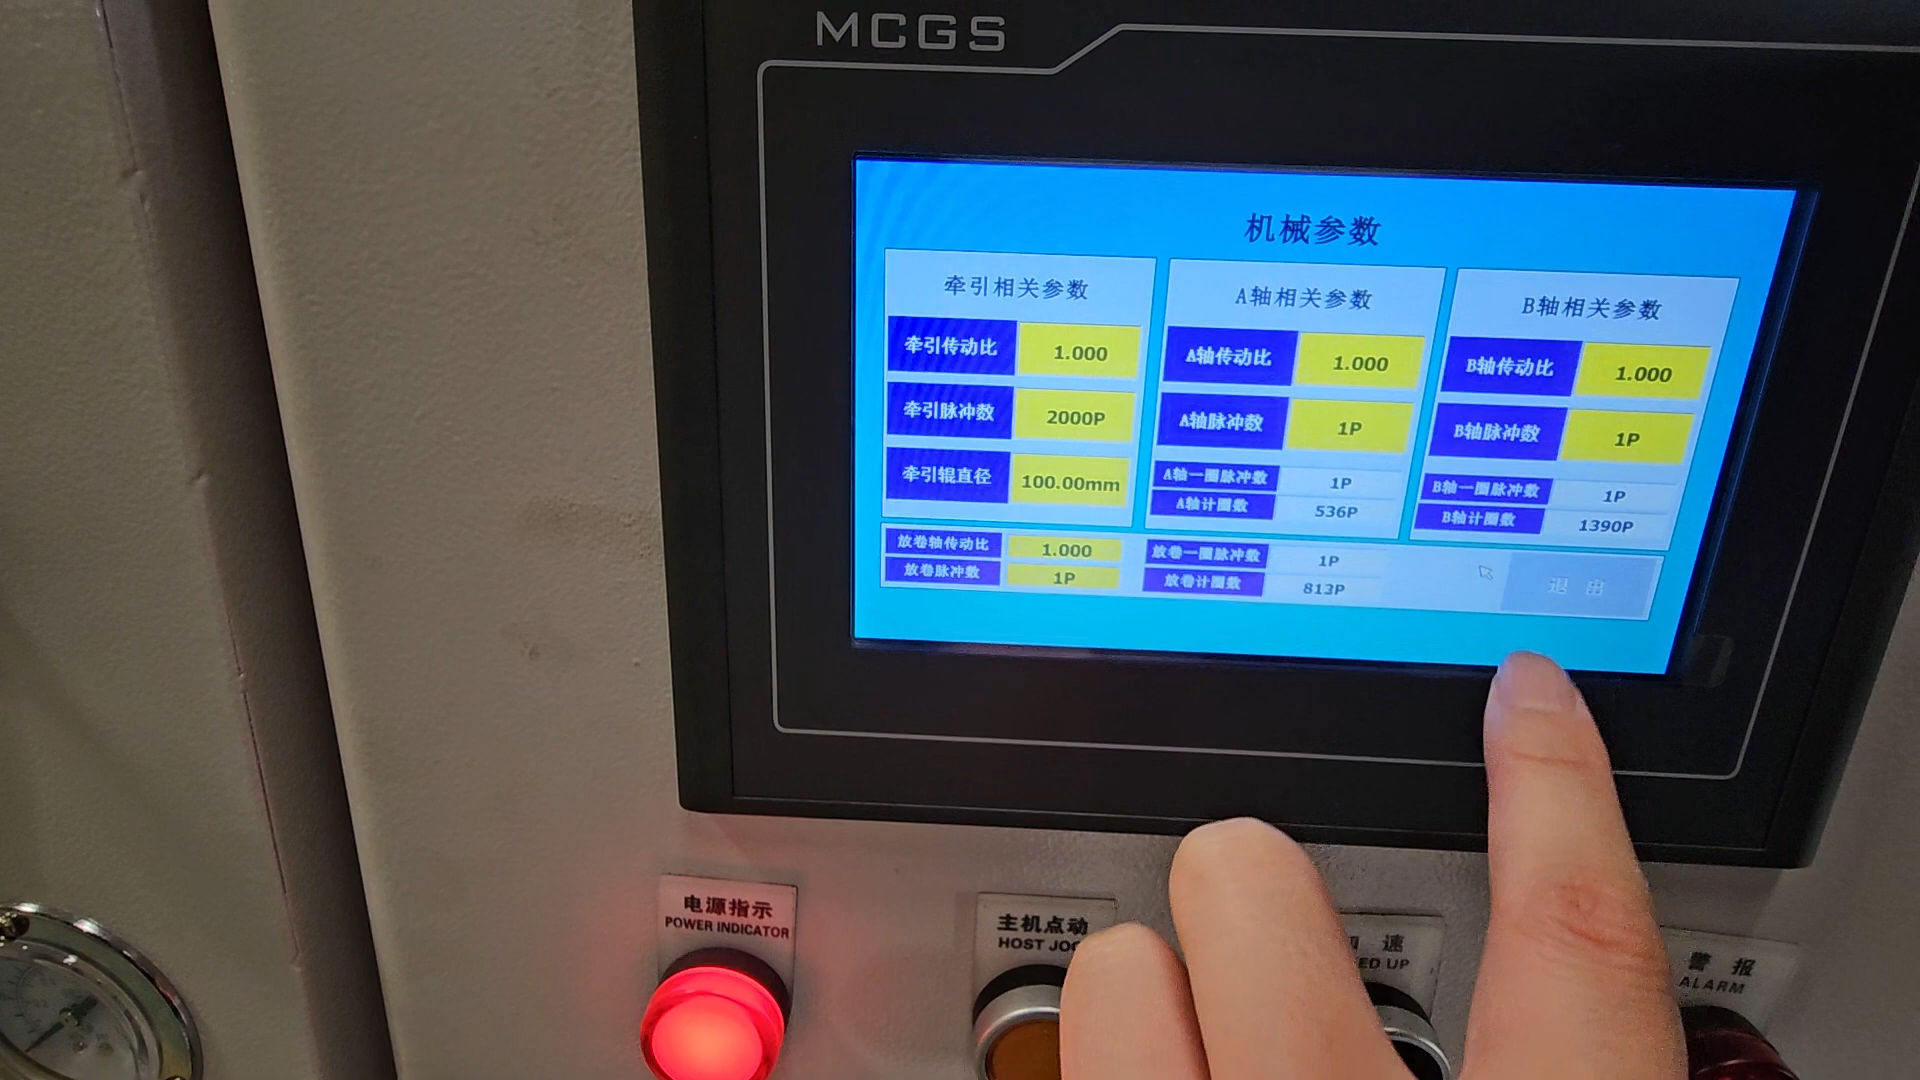 MCGS
机械参数
牵引相关参数
牵引传动比 1.000
牵引脉冲数 2000P
牵引辊直径 100.00mm
A轴相关参数
A轴传动比 1.000
A轴脉冲数 1P
A轴一圈脉冲数 1P
A轴计圈数 536P
B轴相关参数
B轴传动比 1.000
B轴脉冲数 1P
B轴一圈脉冲数 1P
B轴计圈数 1390P
放卷轴传动比 1.000
放卷脉冲数 1P
放卷一圈脉冲数 1P
放卷计圈数 813P
退 出
电源指示
POWER INDICATOR
主机点动
HOST JO
速
ED UP
警 报
ALARM